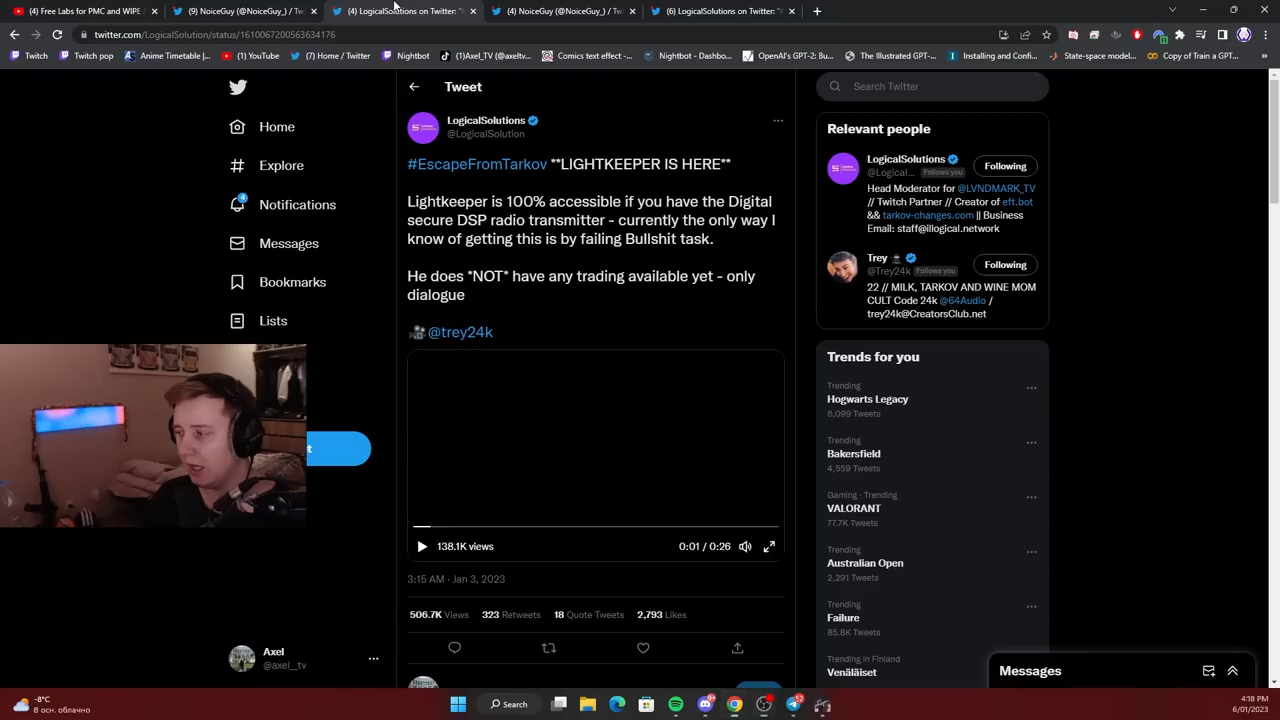 (4) Free Labs for PMC and WIPE /
(9) NoiceGuy (@NoiceGuy_) / Tw
(4) LogicalSolutions on Twitter: "
(4) NoiceGuy (@NoiceGuy_) / Tw
(6) LogicalSolutions on Twitter: "
twitter.com/LogicalSolution/status/1610067200563634176
Twitch
Twitch pop
Anime Timetable |...
(1) YouTube
(7) Home / Twitter
Nightbot
(1)Axel_TV (@axeltv...
Comics text effect -...
Nightbot - Dashbo...
OpenAI's GPT-2: Bu...
The Illustrated GPT-...
Installing and Confi...
State-space model...
Copy of Train a GPT...
Home
Explore
4
Notifications
Messages
Bookmarks
Lists
t
Axel
@axel__tv
Tweet
LogicalSolutions
@LogicalSolution
#EscapeFromTarkov **LIGHTKEEPER IS HERE**
Lightkeeper is 100% accessible if you have the Digital
secure DSP radio transmitter - currently the only way I
know of getting this is by failing Bullshit task.
He does *NOT* have any trading available yet - only
dialogue
@trey24k
138.1K views
0:01 / 0:26
3:15 AM · Jan 3, 2023
506.7K Views 323 Retweets 18 Quote Tweets 2,793 Likes
Search Twitter
Relevant people
LogicalSolutions
@Logical... Follows you
Following
Head Moderator for @LVNDMARK_TV
// Twitch Partner // Creator of eft.bot
&& tarkov-changes.com || Business
Email: staff@illogical.network
Trey
@Trey24k Follows you
Following
22 // MILK, TARKOV AND WINE MOM
CULT Code 24k @64Audio /
trey24k@CreatorsClub.net
Trends for you
Trending
Hogwarts Legacy
6,099 Tweets
Trending
Bakersfield
4,559 Tweets
Gaming · Trending
VALORANT
77.7K Tweets
Trending
Australian Open
2,291 Tweets
Trending
Failure
85.8K Tweets
Trending in Finland
Venäläiset
Messages
-8°C
В осн. облачно
Search
4:18 PM
6/01/2023